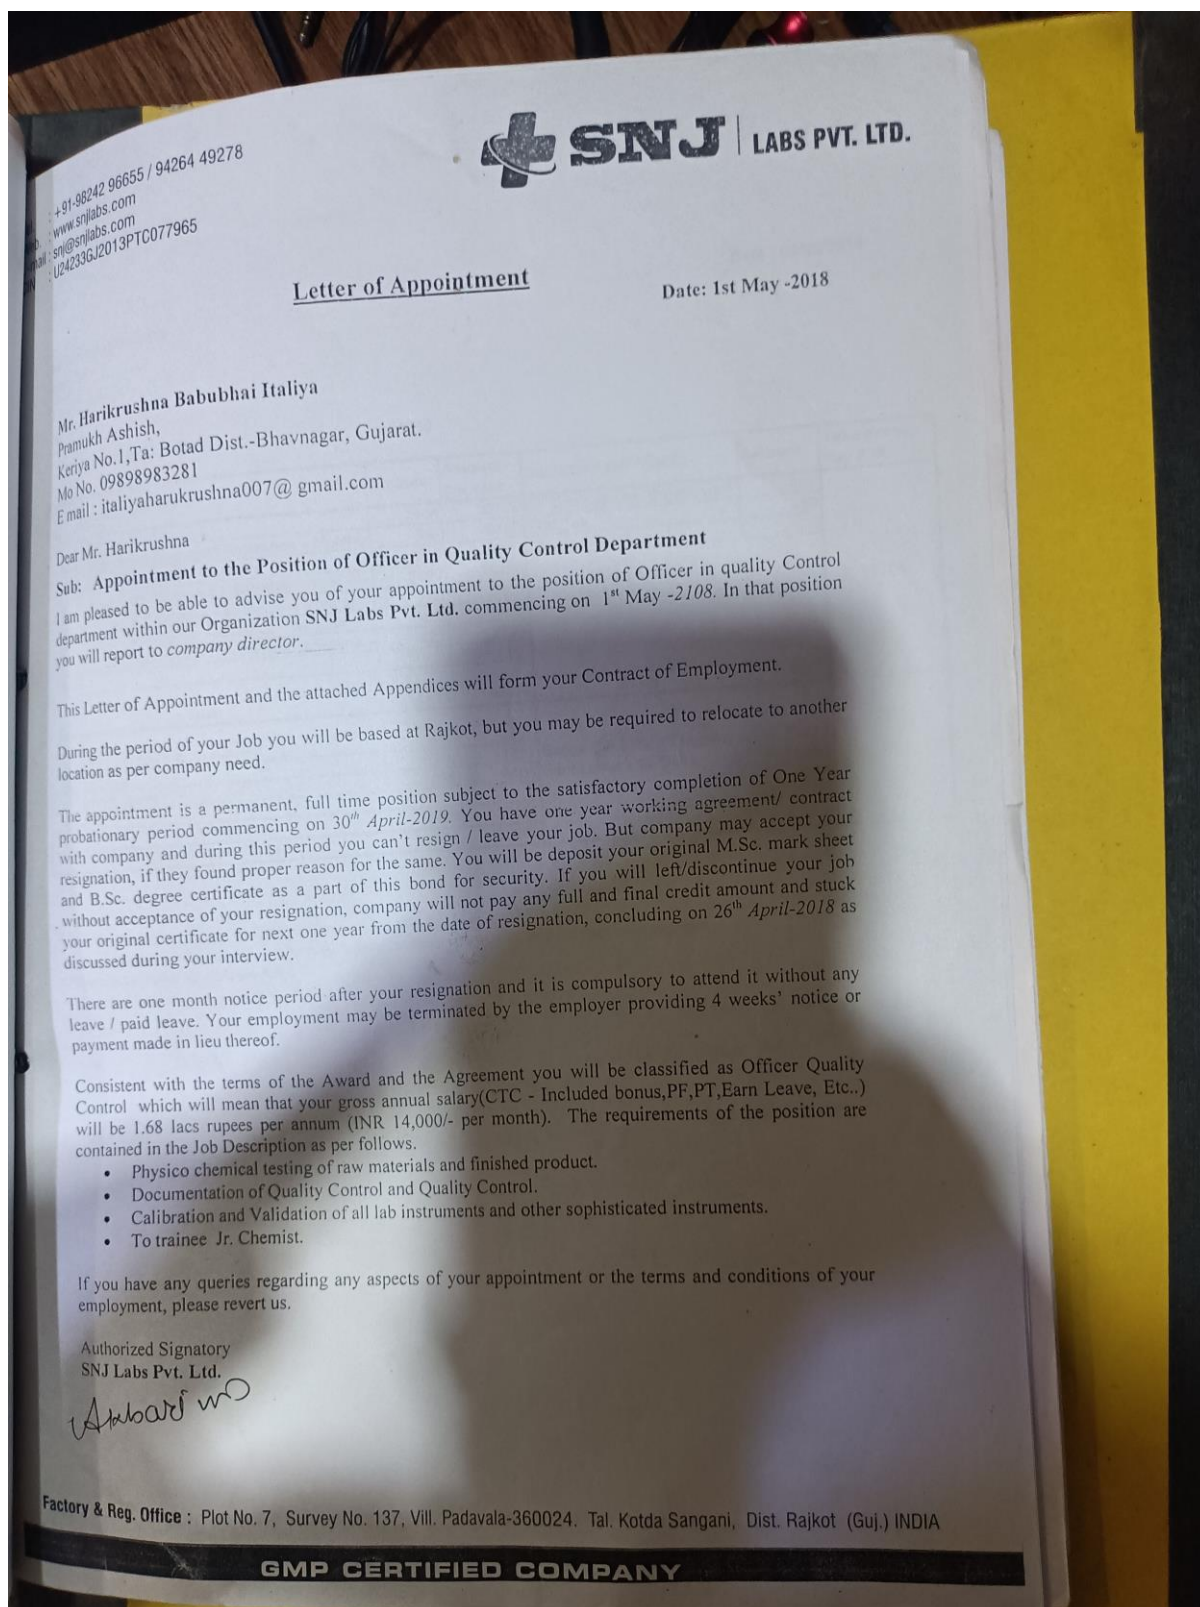 SNJ LABS PVT. LTD.
: +91-98242 96655 / 94264 49278
: www.snjlabs.com
: snj@snjlabs.com
: U24233GJ2013PTC077965
Letter of Appointment
Date: 1st May -2018
Mr. Harikrushna Babubhai Italiya
Pramukh Ashish,
Keriya No.1,Ta: Botad Dist.-Bhavnagar, Gujarat.
Mo No. 09898983281
E mail : italiyaharukrushna007@ gmail.com
Dear Mr. Harikrushna
Sub: Appointment to the Position of Officer in Quality Control Department
I am pleased to be able to advise you of your appointment to the position of Officer in quality Control
department within our Organization SNJ Labs Pvt. Ltd. commencing on 1st May -2108. In that position
you will report to company director.
This Letter of Appointment and the attached Appendices will form your Contract of Employment.
During the period of your Job you will be based at Rajkot, but you may be required to relocate to another
location as per company need.
The appointment is a permanent, full time position subject to the satisfactory completion of One Year
probationary period commencing on 30th April-2019. You have one year working agreement/ contract
with company and during this period you can't resign / leave your job. But company may accept your
resignation, if they found proper reason for the same. You will be deposit your original M.Sc. mark sheet
and B.Sc. degree certificate as a part of this bond for security. If you will left/discontinue your job
without acceptance of your resignation, company will not pay any full and final credit amount and stuck
your original certificate for next one year from the date of resignation, concluding on 26th April-2018 as
discussed during your interview.
There are one month notice period after your resignation and it is compulsory to attend it without any
leave / paid leave. Your employment may be terminated by the employer providing 4 weeks' notice or
payment made in lieu thereof.
Consistent with the terms of the Award and the Agreement you will be classified as Officer Quality
Control which will mean that your gross annual salary(CTC - Included bonus,PF,PT,Earn Leave, Etc..)
will be 1.68 lacs rupees per annum (INR 14,000/- per month). The requirements of the position are
contained in the Job Description as per follows.
• Physico chemical testing of raw materials and finished product.
• Documentation of Quality Control and Quality Control.
• Calibration and Validation of all lab instruments and other sophisticated instruments.
• To trainee Jr. Chemist.
If you have any queries regarding any aspects of your appointment or the terms and conditions of your
employment, please revert us.
Authorized Signatory
SNJ Labs Pvt. Ltd.
Factory & Reg. Office : Plot No. 7, Survey No. 137, Vill. Padavala-360024. Tal. Kotda Sangani, Dist. Rajkot (Guj.) INDIA
GMP CERTIFIED COMPANY